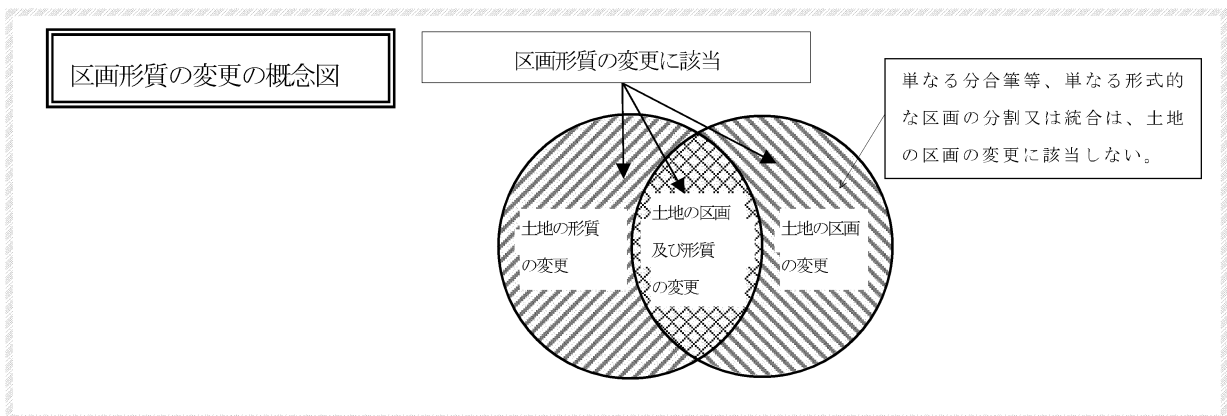 区画形質の変更の概念図
区画形質の変更に該当
単なる分合筆等、単なる形式的
な区画の分割又は統合は、土地
の区画の変更に該当しない。
土地の形質
の変更
土地の区画
及び形質
の変更
土地の区画
の変更